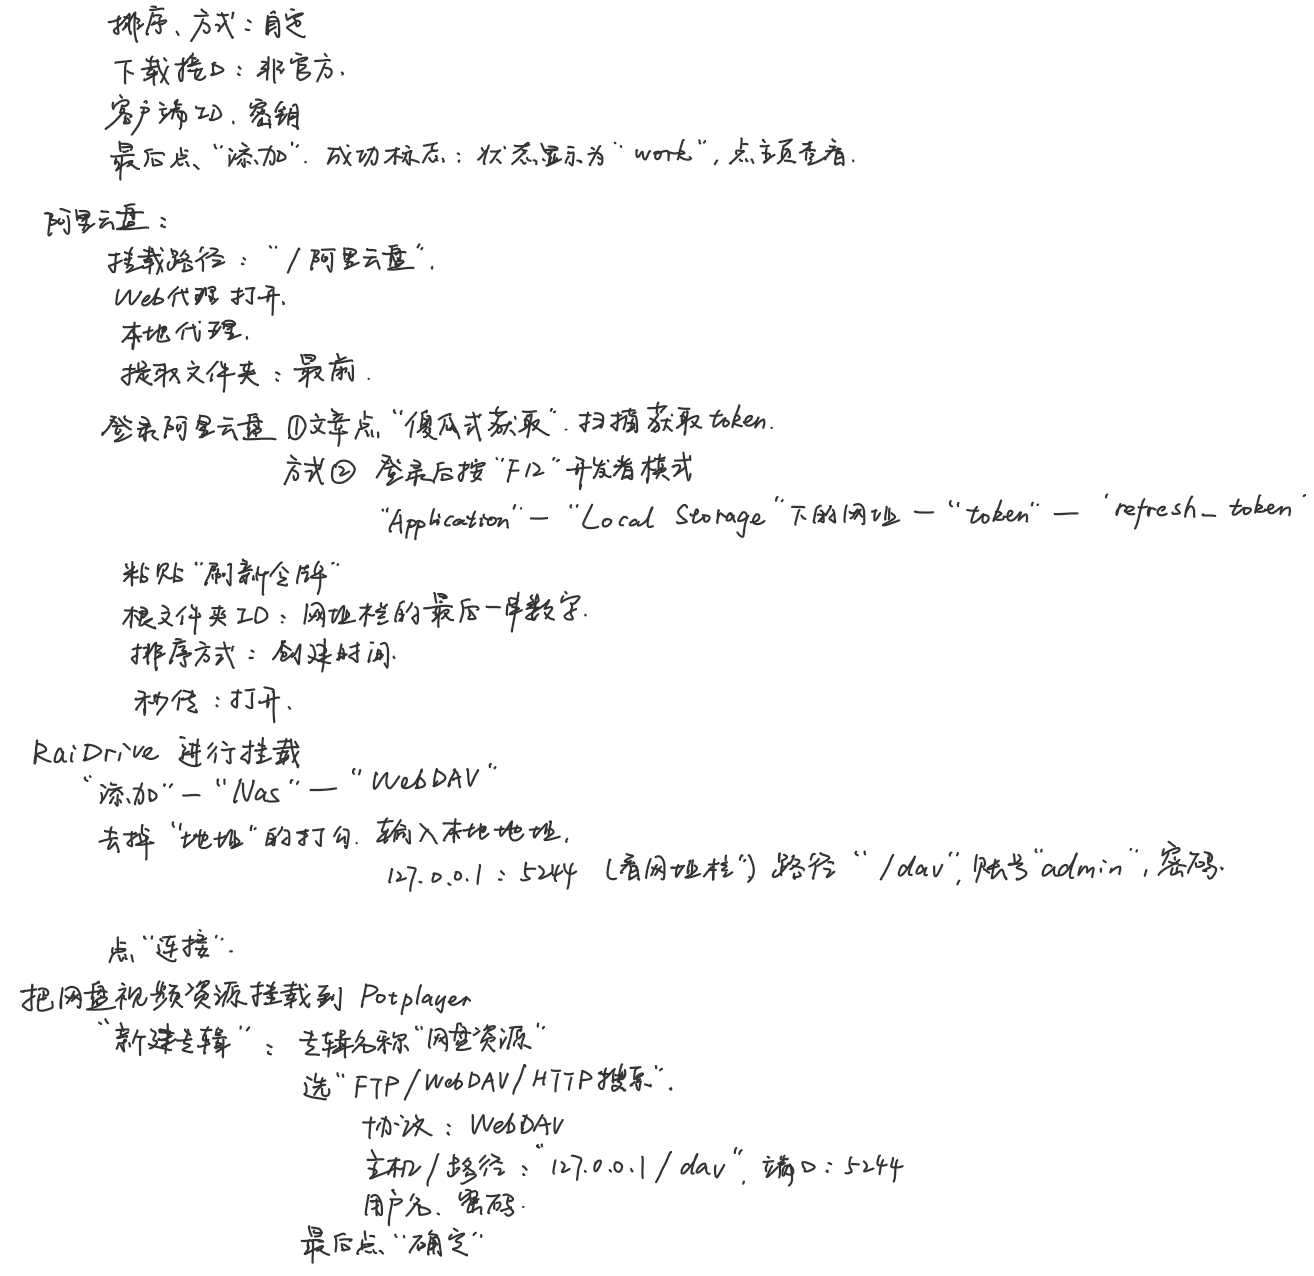 排序、方式：自定
下载接口：非官方.
客户端ID、密钥
最后点、“添加”. 成功标志：状态显示为“work”, 点主页查看.
阿里云盘：
挂载路径：“/阿里云盘”.
Web代理 打开.
本地代理.
提取文件夹：最前.
登录阿里云盘 ①文章点“傻瓜式获取”. 扫描获取token.
方式② 登录后按“F12”开发者模式
“Application”—“Local Storage”下的网址—“token”—‘refresh_token’
粘贴“刷新令牌”
根文件夹ID：网址栏的最后一串数字.
排序方式：创建时间.
秒传：打开.
RaiDrive 进行挂载
“添加”—“Nas”—“WebDAV”
去掉“地址”的打勾. 输入本地地址.
127.0.0.1：5244 (看网址栏”) 路径“/dav”, 账号“admin”, 密码.
点“连接”.
把网盘视频资源挂载到 Potplayer
“新建专辑”：专辑名称“网盘资源”
选“FTP/WebDAV/HTTP搜索”.
协议：WebDAV
主机/路径：“127.0.0.1/dav”, 端口：5244
用户名、密码.
最后点、“确定”